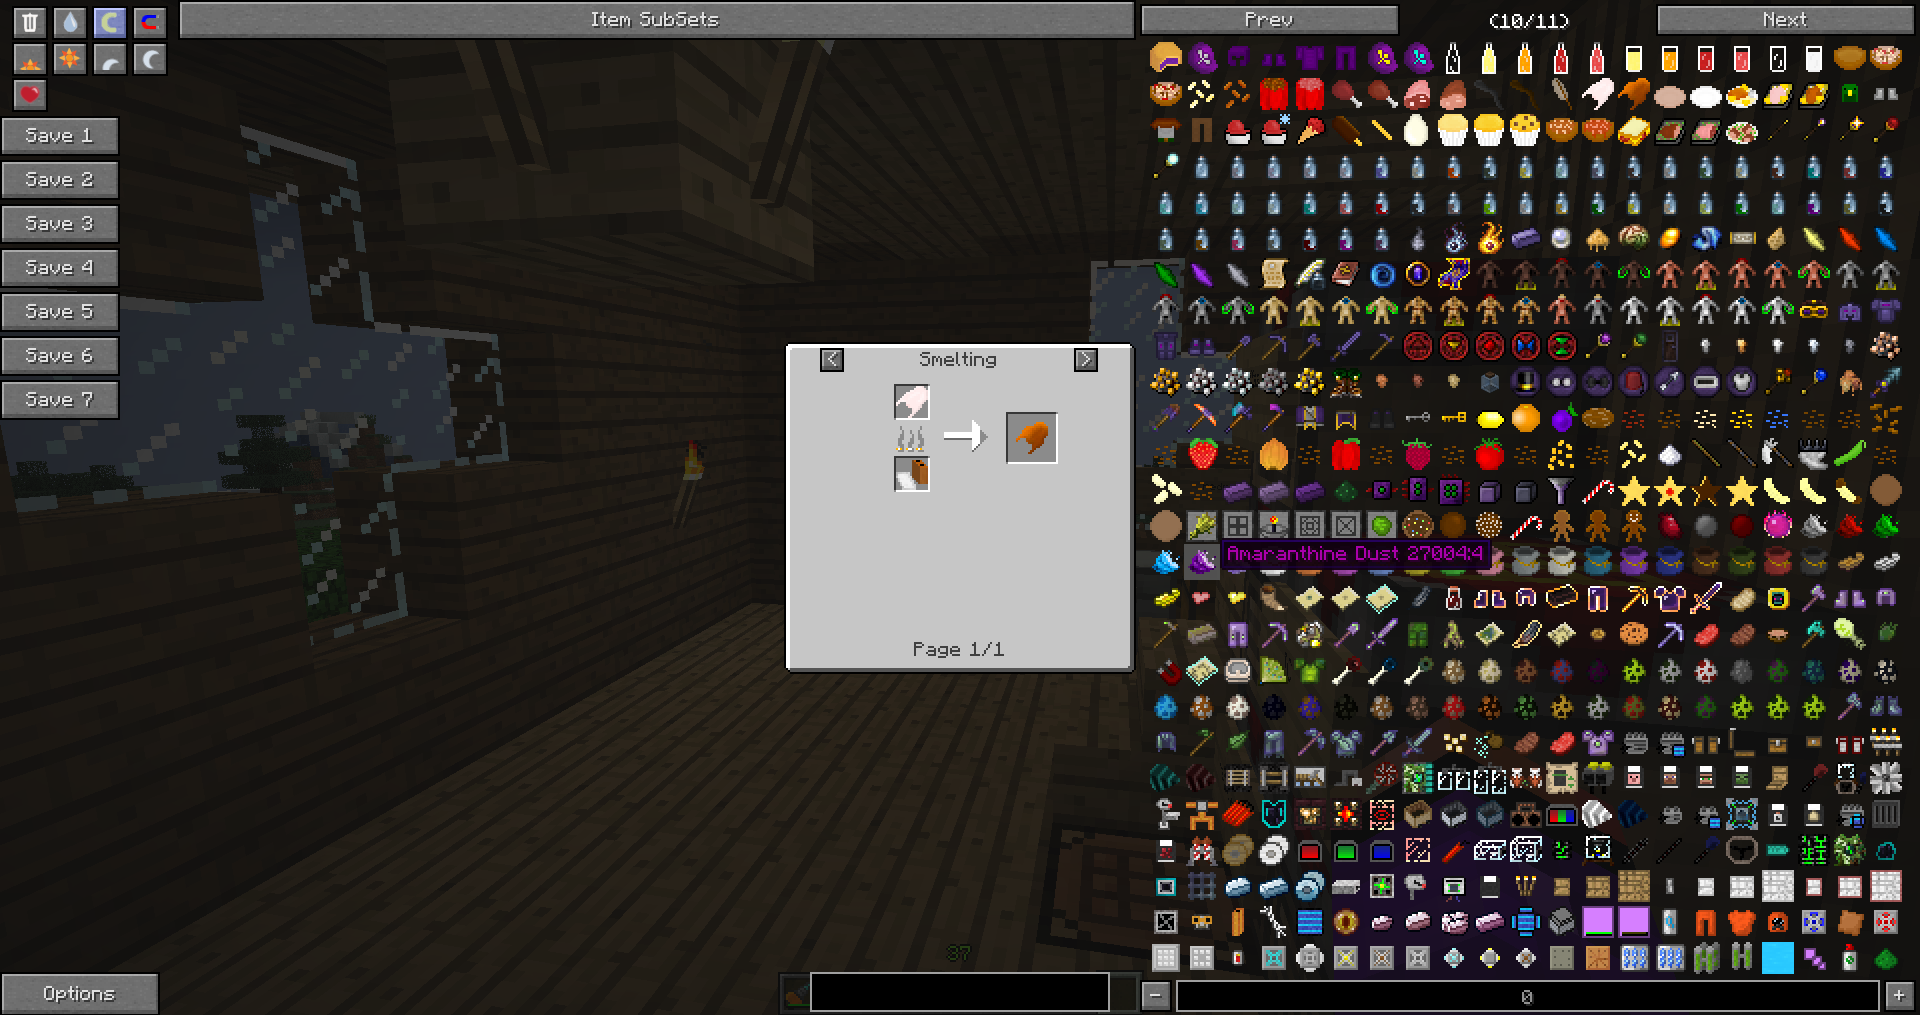 Item SubSets
Prev
(10/11)
Next
Save 1
Save 2
Save 3
Save 4
Save 5
Save 6
Save 7
Smelting
Page 1/1
Amaranthine Dust 27004:4
37
Options
0